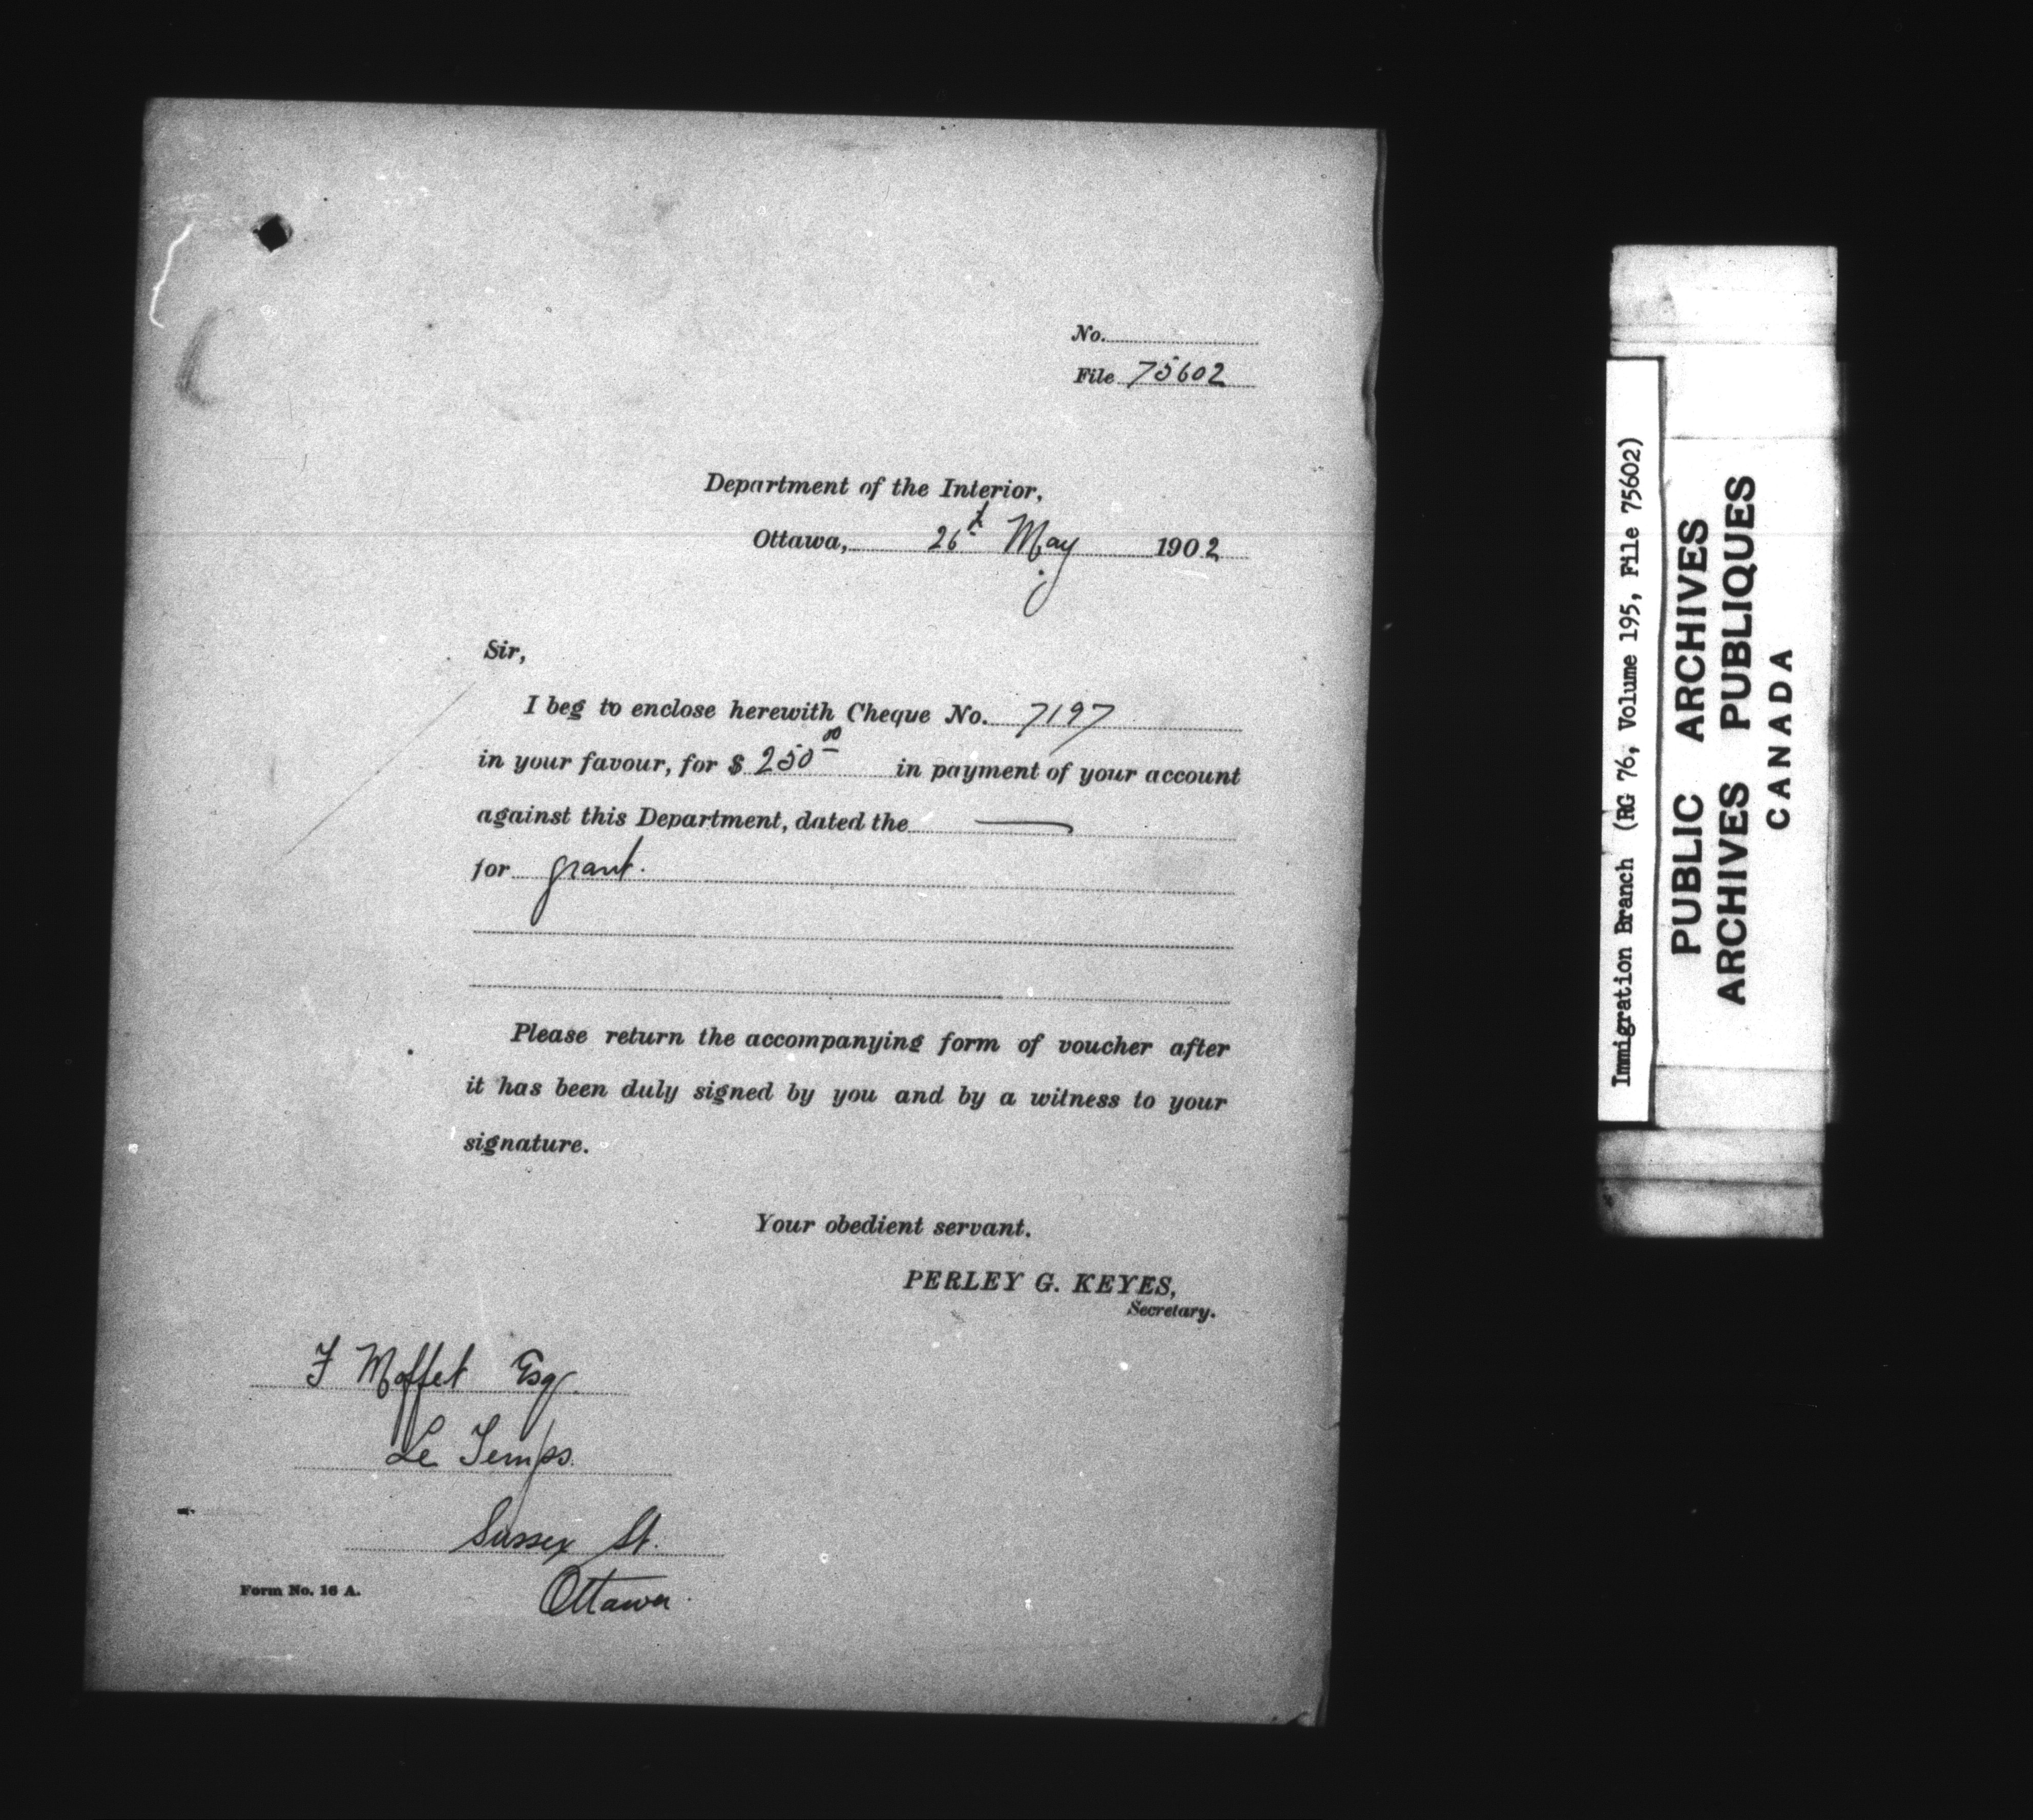 No.
File 75602
Department of the Interior,
Ottawa, 26t May 1902
Sir,
I beg to enclose herewith Cheque No. 7197
in your favour, for $ 250 00 in payment of your account
against this Department, dated the —
for grant.
Please return the accompanying form of voucher after
it has been duly signed by you and by a witness to your
signature.
Your obedient servant.
PERLEY G. KEYES,
Secretary.
F Moffet Esq.
Le Temps.
Sussex St.
Ottawa.
Form No. 16 A.
Immigration Branch (RG 76, Volume 195, File 75602)
PUBLIC ARCHIVES
ARCHIVES PUBLIQUES
CANADA